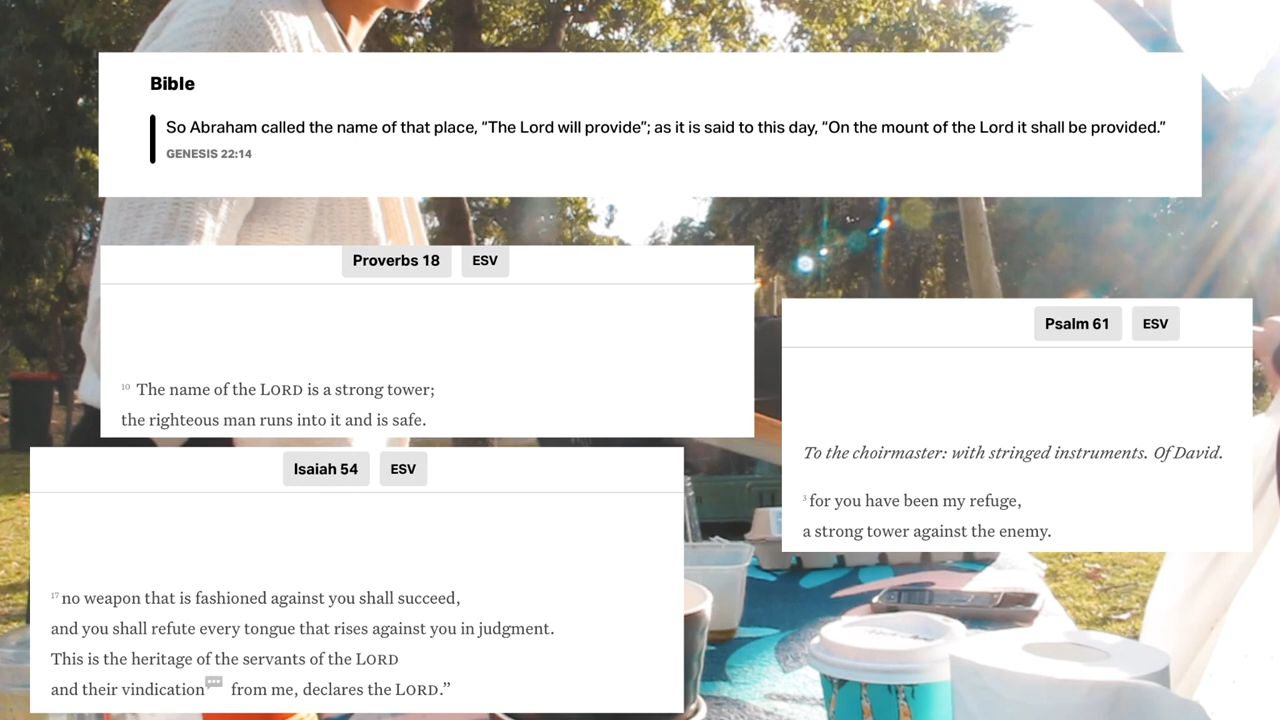 Bible
So Abraham called the name of that place, “The Lord will provide”; as it is said to this day, “On the mount of the Lord it shall be provided.”
GENESIS 22:14
Proverbs 18 ESV
10 The name of the LORD is a strong tower;
the righteous man runs into it and is safe.
Psalm 61 ESV
To the choirmaster: with stringed instruments. Of David.
3 for you have been my refuge,
a strong tower against the enemy.
Isaiah 54 ESV
17 no weapon that is fashioned against you shall succeed,
and you shall refute every tongue that rises against you in judgment.
This is the heritage of the servants of the LORD
and their vindication from me, declares the LORD.”